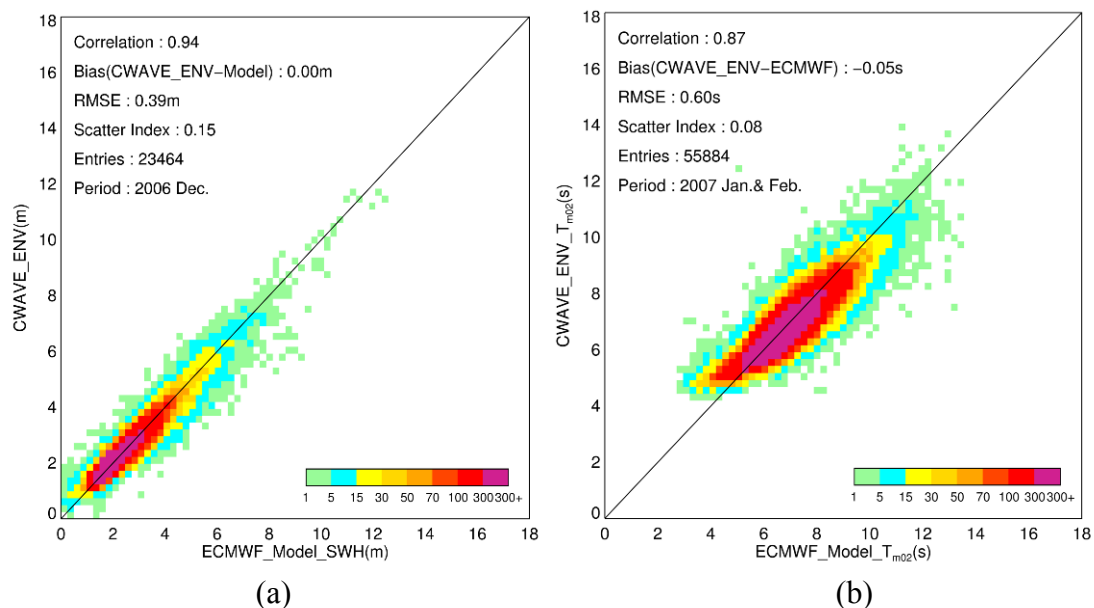 18
16
14
12
10
8
6
4
2
0
CWAVE_ENV(m)
Correlation : 0.94
Bias(CWAVE_ENV−Model) : 0.00m
RMSE : 0.39m
Scatter Index : 0.15
Entries : 23464
Period : 2006 Dec.
1 5 15 30 50 70 100 300 300+
0 2 4 6 8 10 12 14 16 18
ECMWF_Model_SWH(m)
(a)
18
16
14
12
10
8
6
4
2
0
CWAVE_ENV_Tm02(s)
Correlation : 0.87
Bias(CWAVE_ENV−ECMWF) : −0.05s
RMSE : 0.60s
Scatter Index : 0.08
Entries : 55884
Period : 2007 Jan.& Feb.
1 5 15 30 50 70 100 300 300+
0 2 4 6 8 10 12 14 16 18
ECMWF_Model_Tm02(s)
(b)